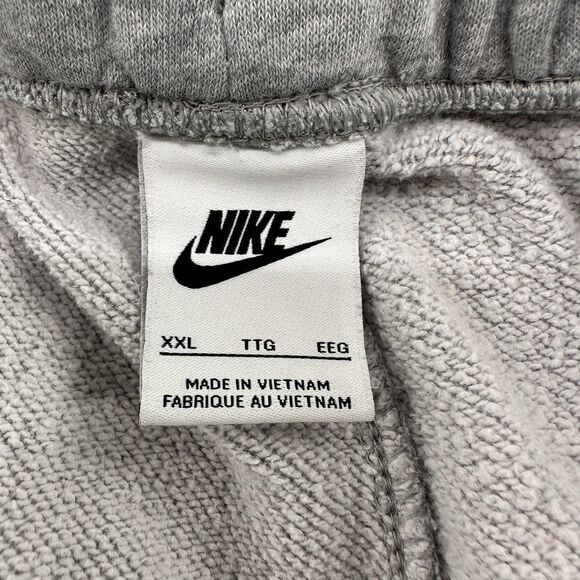 NIKE
XXL TTG EEG
MADE IN VIETNAM
FABRIQUE AU VIETNAM